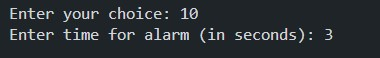 Enter your choice: 10
Enter time for alarm (in seconds): 3